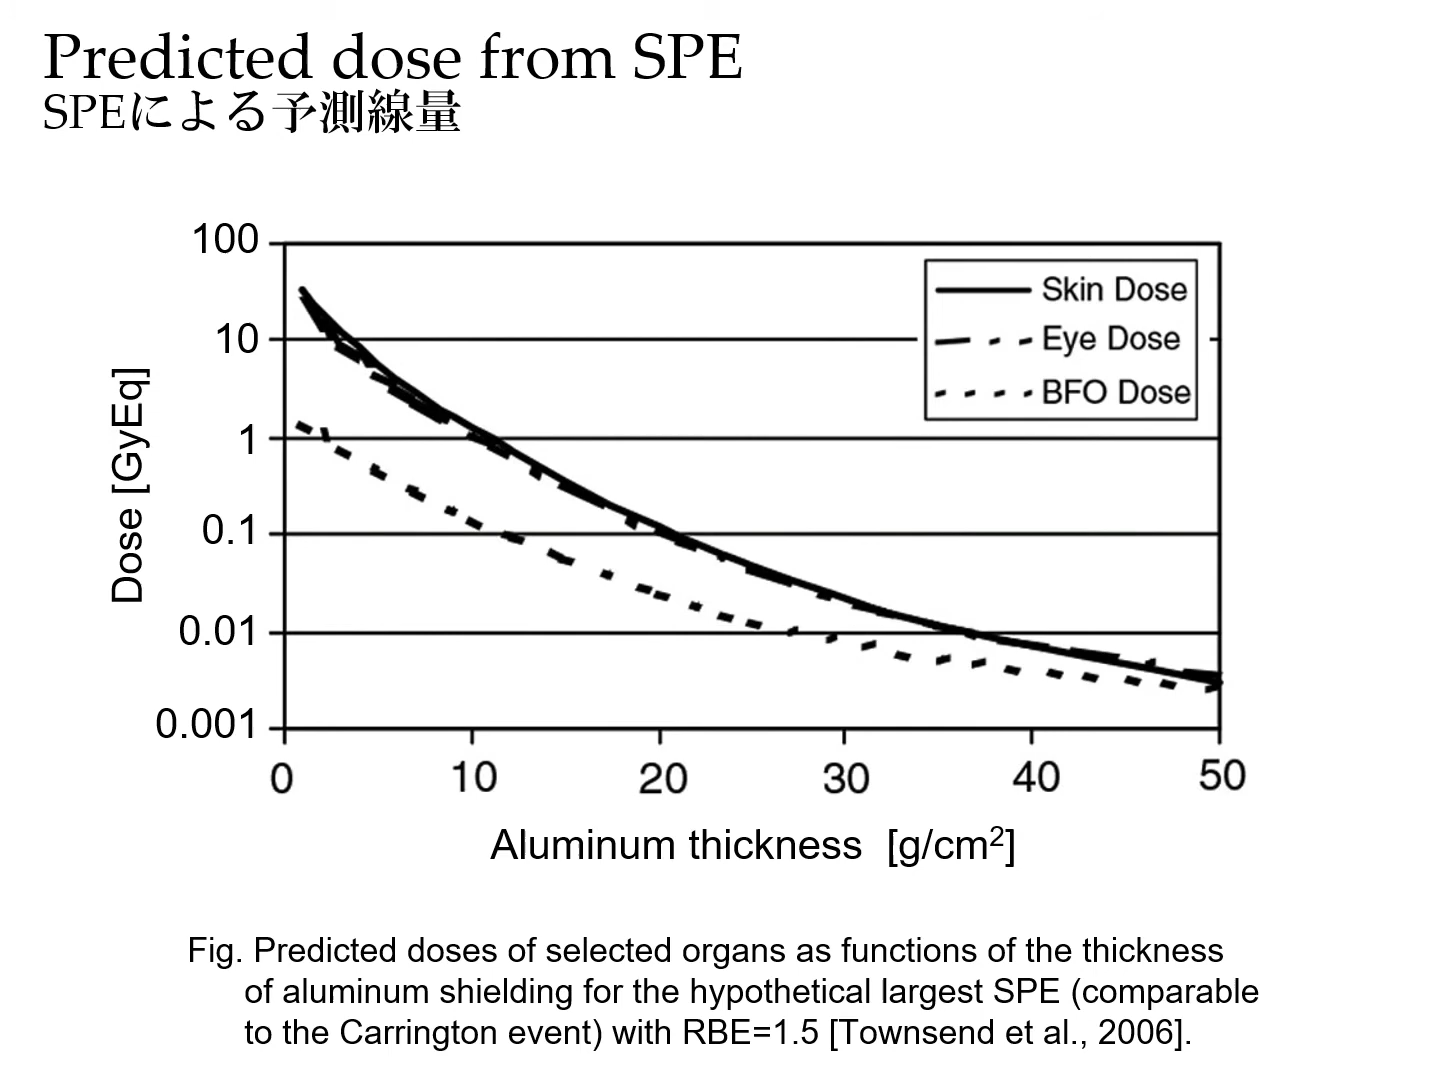 Predicted dose from SPE
SPEによる予測線量
100
10
1
0.1
0.01
0.001
Dose [GyEq]
Skin Dose
Eye Dose
BFO Dose
0 10 20 30 40 50
Aluminum thickness [g/cm²]
Fig. Predicted doses of selected organs as functions of the thickness
of aluminum shielding for the hypothetical largest SPE (comparable
to the Carrington event) with RBE=1.5 [Townsend et al., 2006].